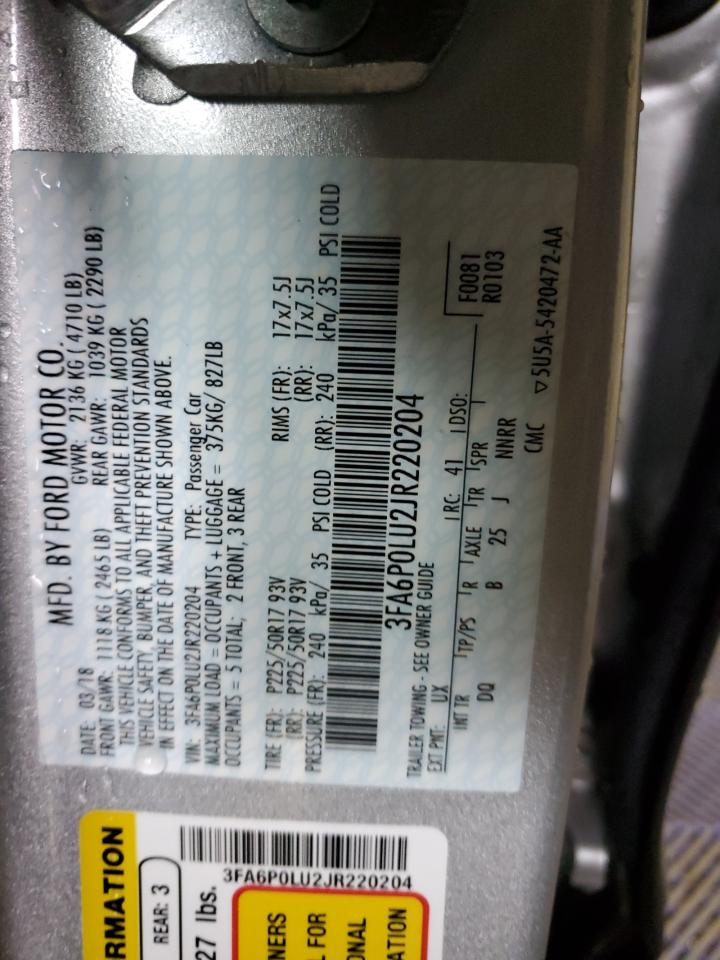 MFD. BY FORD MOTOR CO.
DATE: 03/18 GVWR: 2136 KG ( 4710 LB)
FRONT GAWR: 1118 KG ( 2465 LB) REAR GAWR: 1039 KG ( 2290 LB)
THIS VEHICLE CONFORMS TO ALL APPLICABLE FEDERAL MOTOR
VEHICLE SAFETY, BUMPER, AND THEFT PREVENTION STANDARDS
IN EFFECT ON THE DATE OF MANUFACTURE SHOWN ABOVE.
VIN: 3FA6P0LU2JR220204 TYPE: Passenger Car
MAXIMUM LOAD = OCCUPANTS + LUGGAGE = 375KG/ 827LB
OCCUPANTS = 5 TOTAL; 2 FRONT, 3 REAR
TIRE (FR): P225/50R17 93V RIMS (FR): 17x7.5J
(RR): P225/50R17 93V (RR): 17x7.5J
PRESSURE (FR): 240 kPa/ 35 PSI COLD (RR): 240 kPa/ 35 PSI COLD
3FA6P0LU2JR220204
TRAILER TOWING - SEE OWNER GUIDE
EXT PNT: UX RC: 41 DSO: F0081
R0103
INT TR TP/PS R AXLE TR SPR
DQ B 25 J NNRR
CMC ▽5U5A-5420472-AA
RMATION
REAR: 3
27 lbs.
3FA6P0LU2JR220204
NERS
L FOR
ONAL
ATION